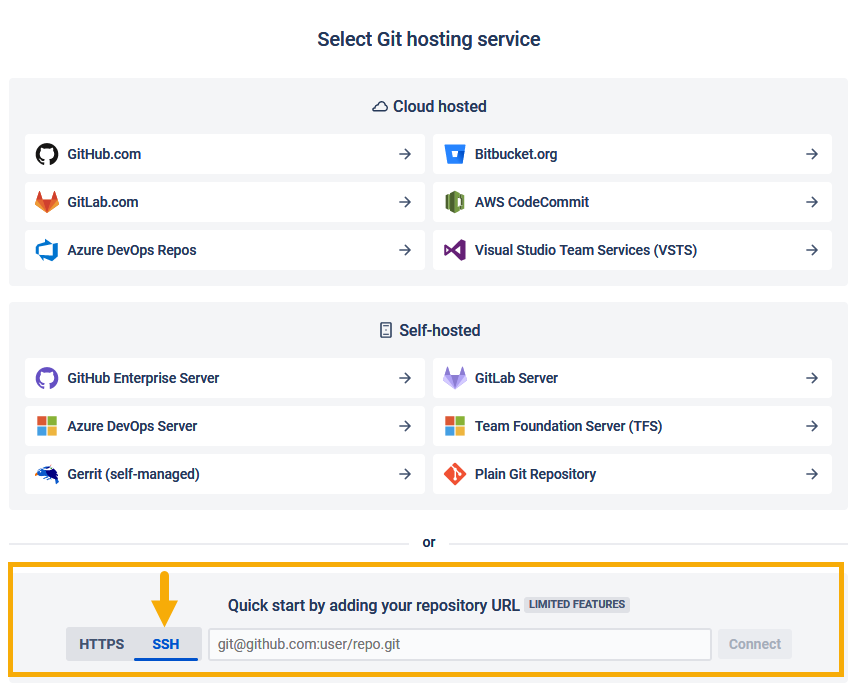 Select Git hosting service
Cloud hosted
GitHub.com
Bitbucket.org
GitLab.com
AWS CodeCommit
Azure DevOps Repos
Visual Studio Team Services (VSTS)
Self-hosted
GitHub Enterprise Server
GitLab Server
Azure DevOps Server
Team Foundation Server (TFS)
Gerrit (self-managed)
Plain Git Repository
or
Quick start by adding your repository URL LIMITED FEATURES
HTTPS SSH git@github.com:user/repo.git Connect